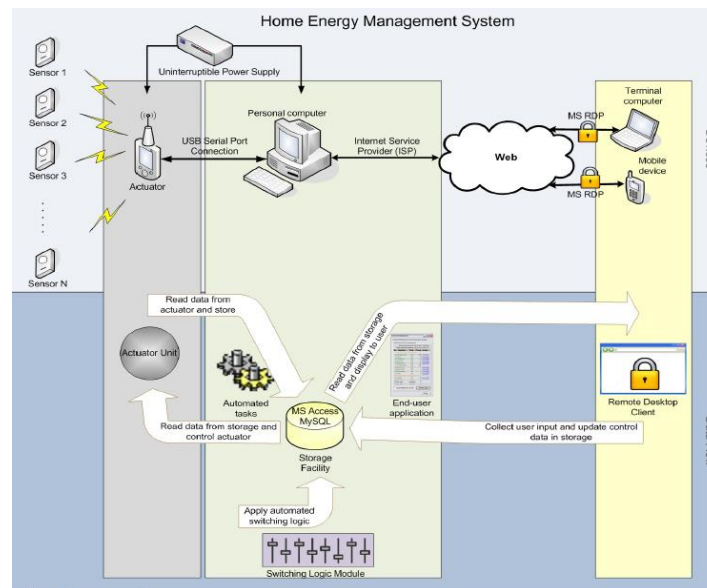 Home Energy Management System
Sensor 1
Sensor 2
Sensor 3
Sensor N
Uninterruptible Power Supply
Actuator
USB Serial Port
Connection
Personal computer
Internet Service
Provider (ISP)
Web
MS RDP
MS RDP
Terminal
computer
Mobile
device
Read data from
actuator and store
Actuator Unit
Automated
tasks
Read data from storage
and display to user
End-user
application
Remote Desktop
Client
MS Access
MySQL
Storage
Facility
Read data from storage and
control actuator
Collect user input and update control
data in storage
Apply automated
switching logic
Switching Logic Module